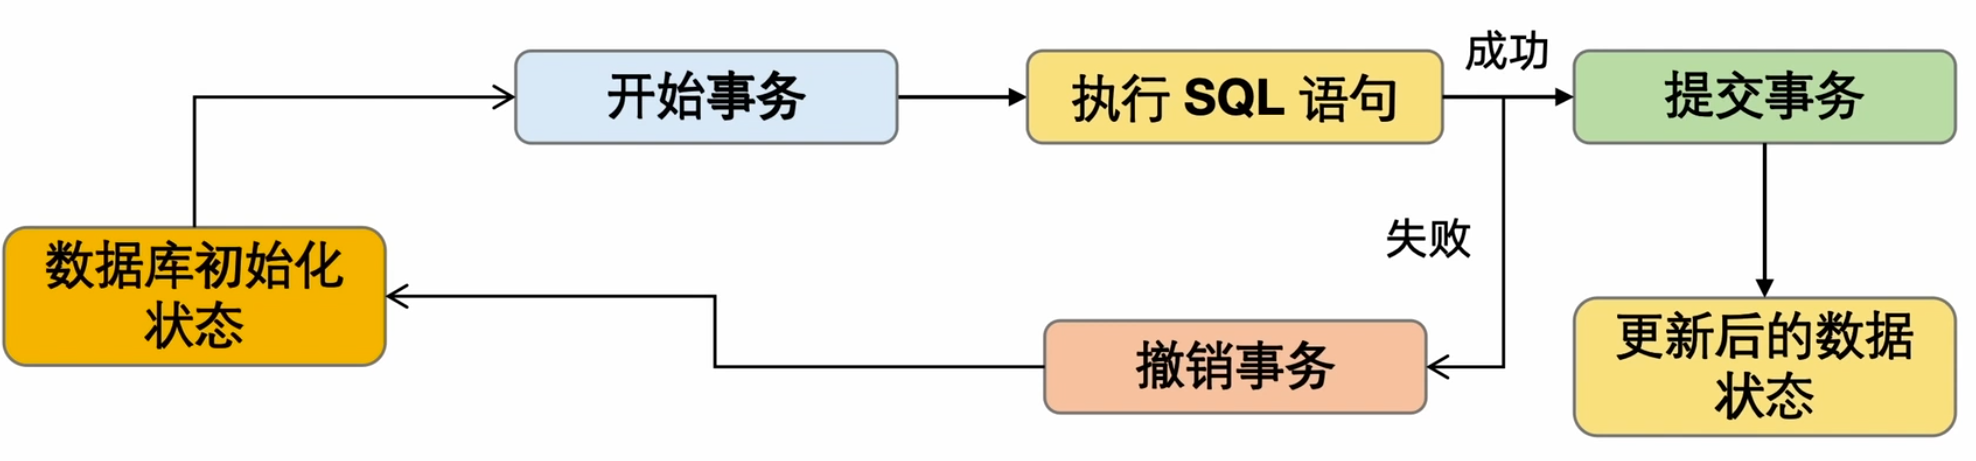 成功
开始事务
执行 SQL 语句
提交事务
失败
数据库初始化
状态
撤销事务
更新后的数据
状态